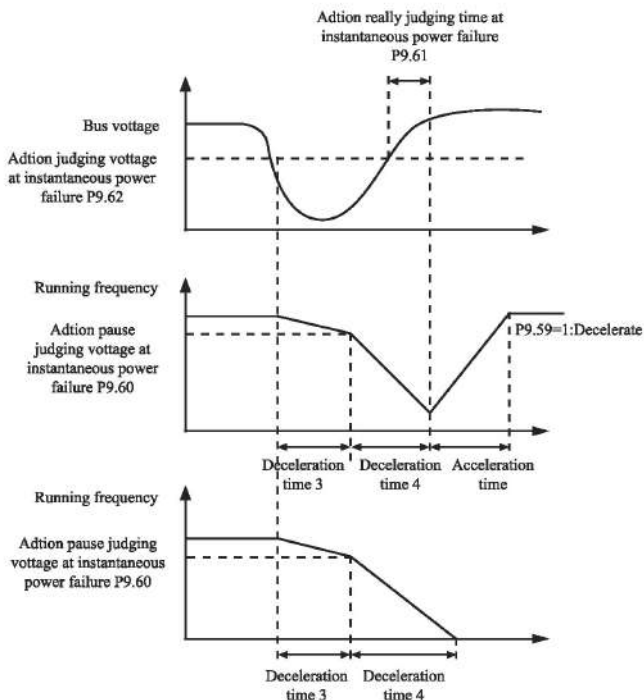 Adtion really judging time at
instantaneous power failure
P9.61
Bus vottage
Adtion judging vottage
at instantaneous power
failure P9.62
Running frequency
Adtion pause
judging vottage at
instantaneous power
failure P9.60
P9.59=1:Decelerate
Deceleration
time 3
Deceleration
time 4
Acceleration
time
Running frequency
Adtion pause judging
vottage at instantaneous
power failure P9.60
Deceleration
time 3
Deceleration
time 4